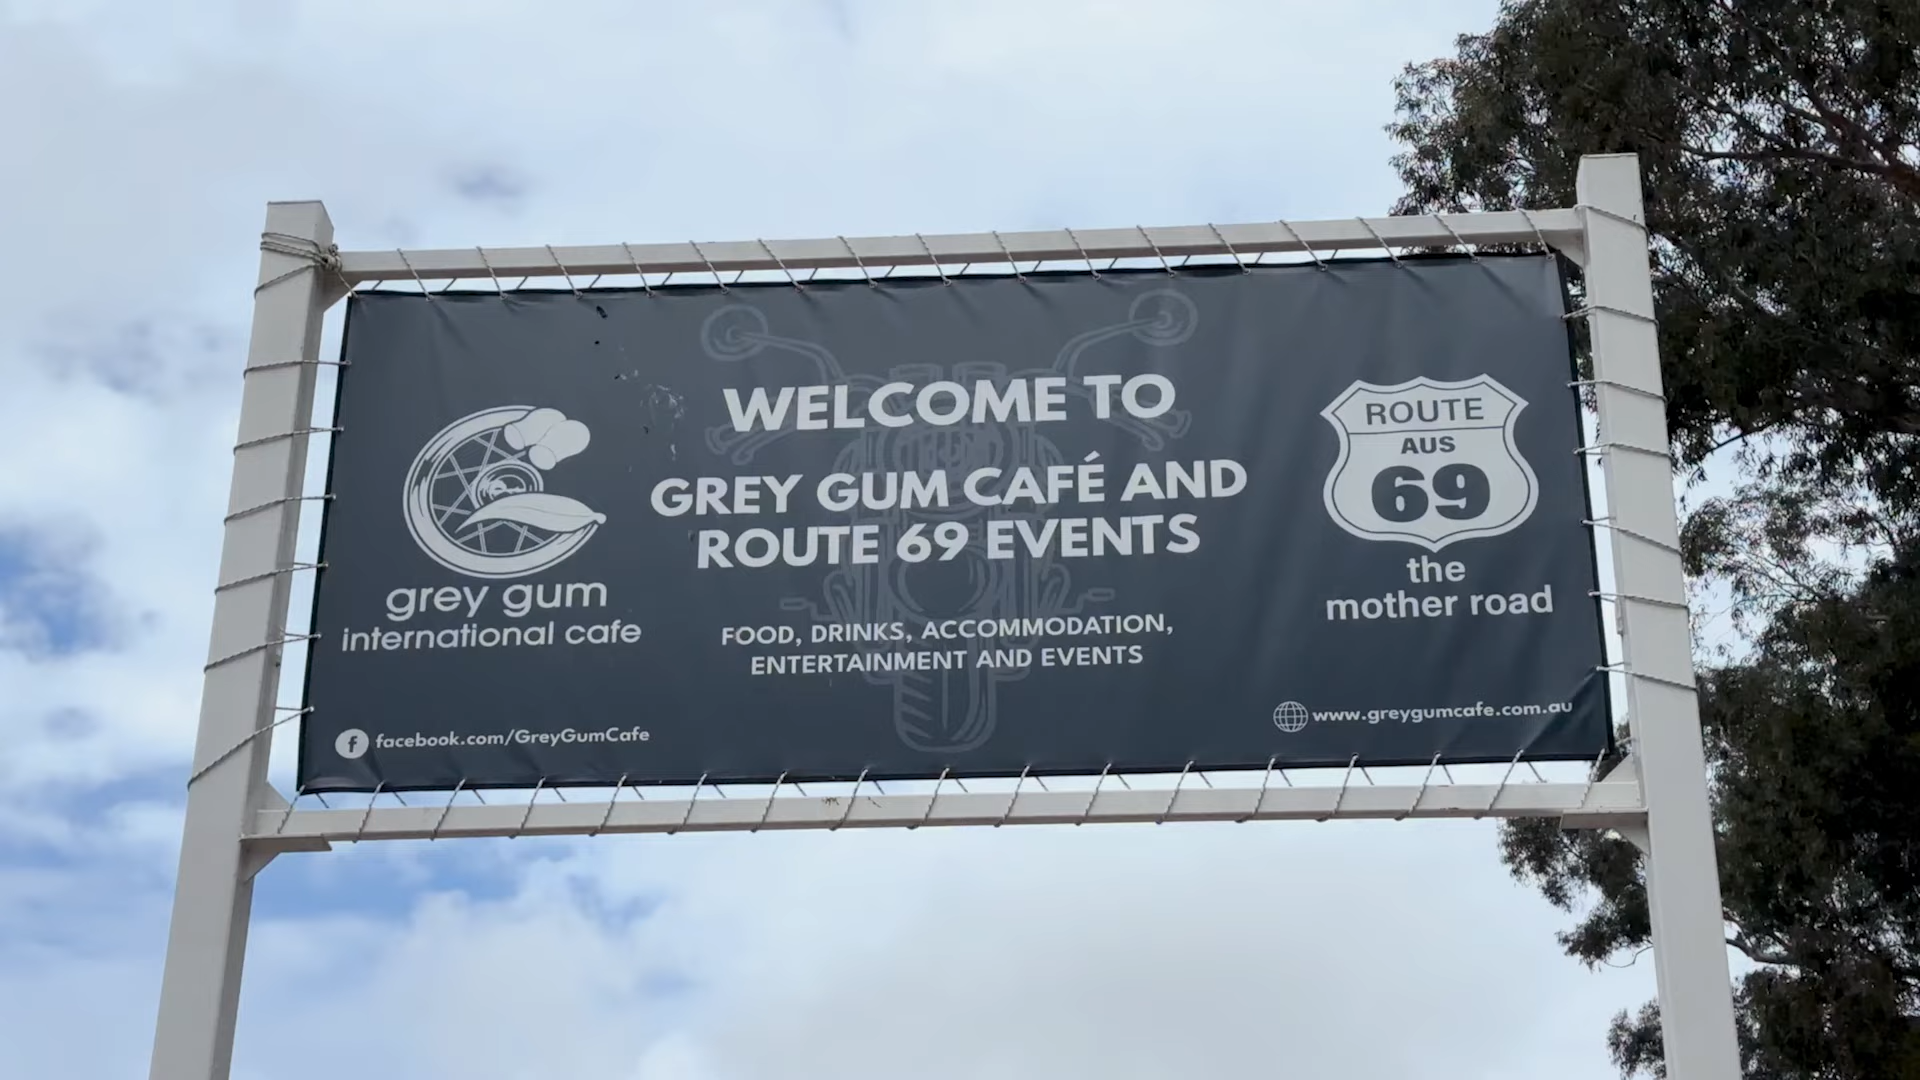 WELCOME TO
GREY GUM CAFÉ AND
ROUTE 69 EVENTS
FOOD, DRINKS, ACCOMMODATION,
ENTERTAINMENT AND EVENTS
grey gum
international cafe
facebook.com/GreyGumCafe
ROUTE
AUS
69
the
mother road
www.greygumcafe.com.au